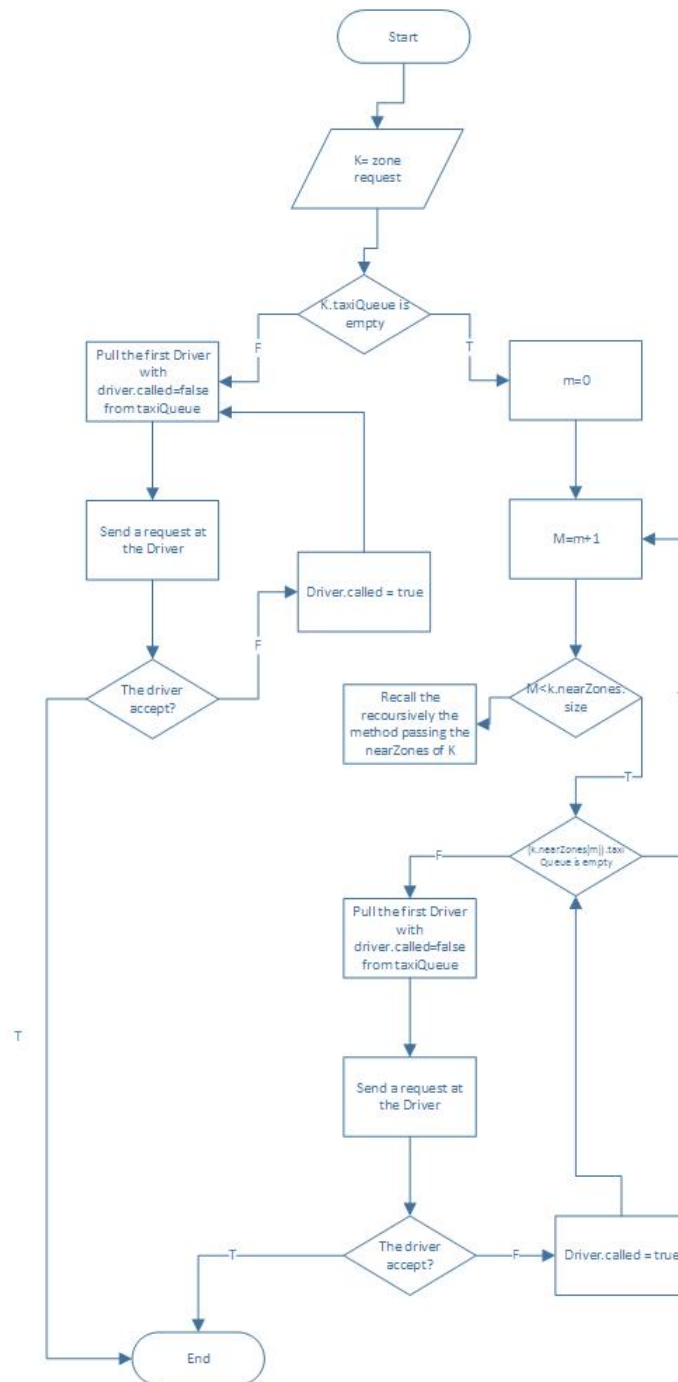 Start
K= zone
request
K.taxiQueue is
empty
F
T
Pull the first Driver
with
driver.called=false
from taxiQueue
m=0
Send a request at
the Driver
M=m+1
Driver.called = true
F
The driver
accept?
M<k.nearZones.
size
Recall the
recoursively the
method passing the
nearZones of K
T
(k.nearZones[m]).taxi
Queue is empty
F
Pull the first Driver
with
driver.called=false
from taxiQueue
T
Send a request at
the Driver
The driver
accept?
T
F
Driver.called = true
End